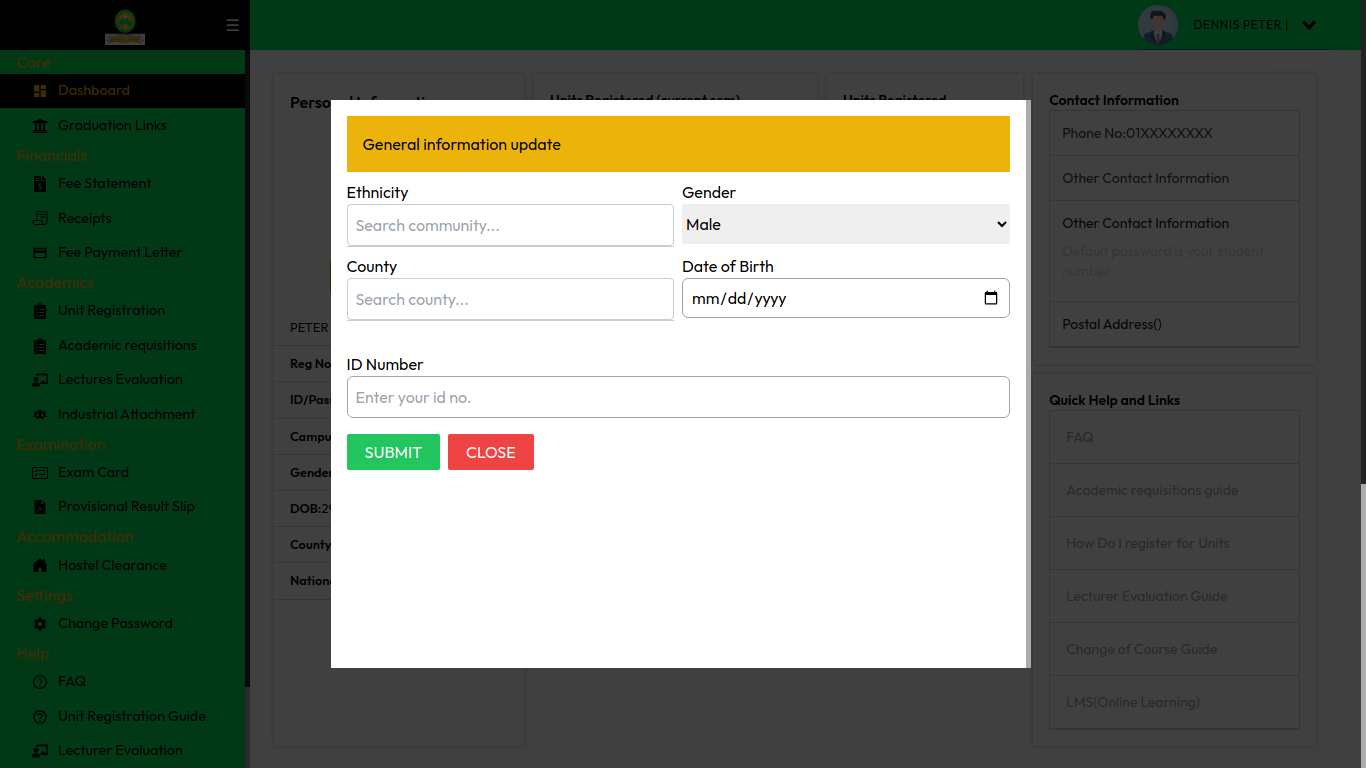 ☰
DENNIS PETER |
Core
Dashboard
Graduation Links
Financials
Fee Statement
Receipts
Fee Payment Letter
Academics
Unit Registration
Academic requisitions
Lectures Evaluation
Industrial Attachment
Examination
Exam Card
Provisional Result Slip
Accommodation
Hostel Clearance
Settings
Change Password
Help
FAQ
Unit Registration Guide
Lecturer Evaluation
Personal Information
Units Registered (current sem)
Units Registered
PETER
Reg No
ID/Pas
Campu
Gender
DOB:29
County
Nation
General information update
Ethnicity
Search community...
Gender
Male
County
Search county...
Date of Birth
mm/dd/yyyy
ID Number
Enter your id no.
SUBMIT
CLOSE
Contact Information
Phone No:01XXXXXXXX
Other Contact Information
Other Contact Information
Default password is your student
number
Postal Address()
Quick Help and Links
FAQ
Academic requisitions guide
How Do I register for Units
Lecturer Evaluation Guide
Change of Course Guide
LMS(Online Learning)